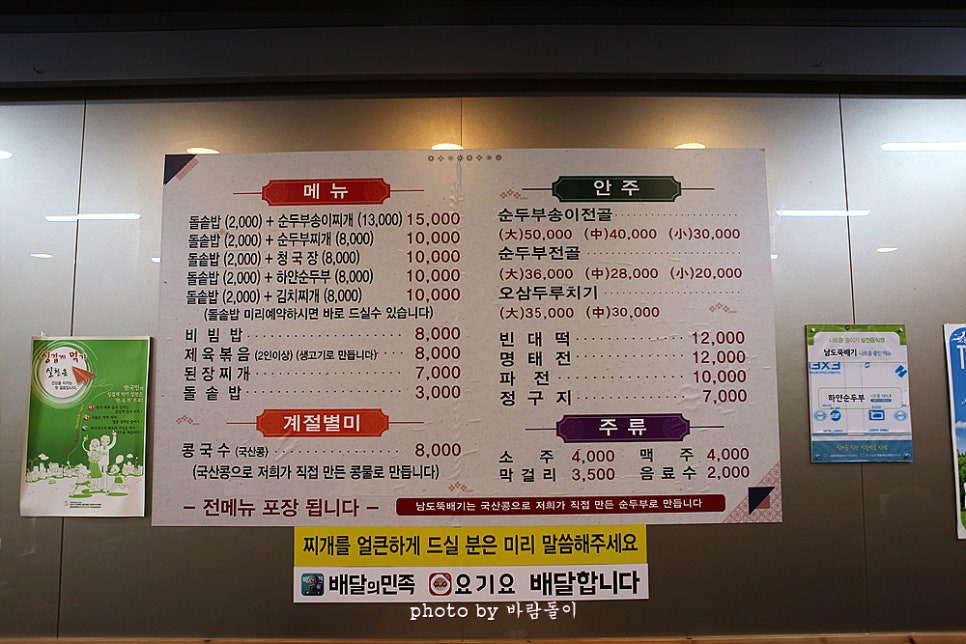 메 뉴
돌솥밥 (2,000) + 순두부송이찌개 (13,000) 15,000
돌솥밥 (2,000) + 순두부찌개 (8,000) 10,000
돌솥밥 (2,000) + 청 국 장 (8,000) 10,000
돌솥밥 (2,000) + 하얀순두부 (8,000) 10,000
돌솥밥 (2,000) + 김치찌개 (8,000) 10,000
(돌솥밥 미리예약하시면 바로 드실수 있습니다)
비 빔 밥 8,000
제 육 볶 음 (2인이상) (생고기로 만듭니다) 8,000
된 장 찌 개 7,000
돌 솥 밥 3,000
계절별미
콩 국 수 (국산콩) 8,000
(국산콩으로 저희가 직접 만든 콩물로 만듭니다)
– 전메뉴 포장 됩니다 –
안 주
순두부송이전골
(大)50,000 (中)40,000 (小)30,000
순두부전골
(大)36,000 (中)28,000 (小)20,000
오삼두루치기
(大)35,000 (中)30,000
빈 대 떡 12,000
명 태 전 12,000
파 전 10,000
정 구 지 7,000
주 류
소 주 4,000 맥 주 4,000
막 걸 리 3,500 음 료 수 2,000
남도뚝배기는 국산콩으로 저희가 직접 만든 순두부로 만듭니다
찌개를 얼큰하게 드실 분은 미리 말씀해주세요
배달의민족 요기요 배달합니다
photo by 바람돌이
싱겁게 먹기
실천음
남도뚝배기
하얀순두부